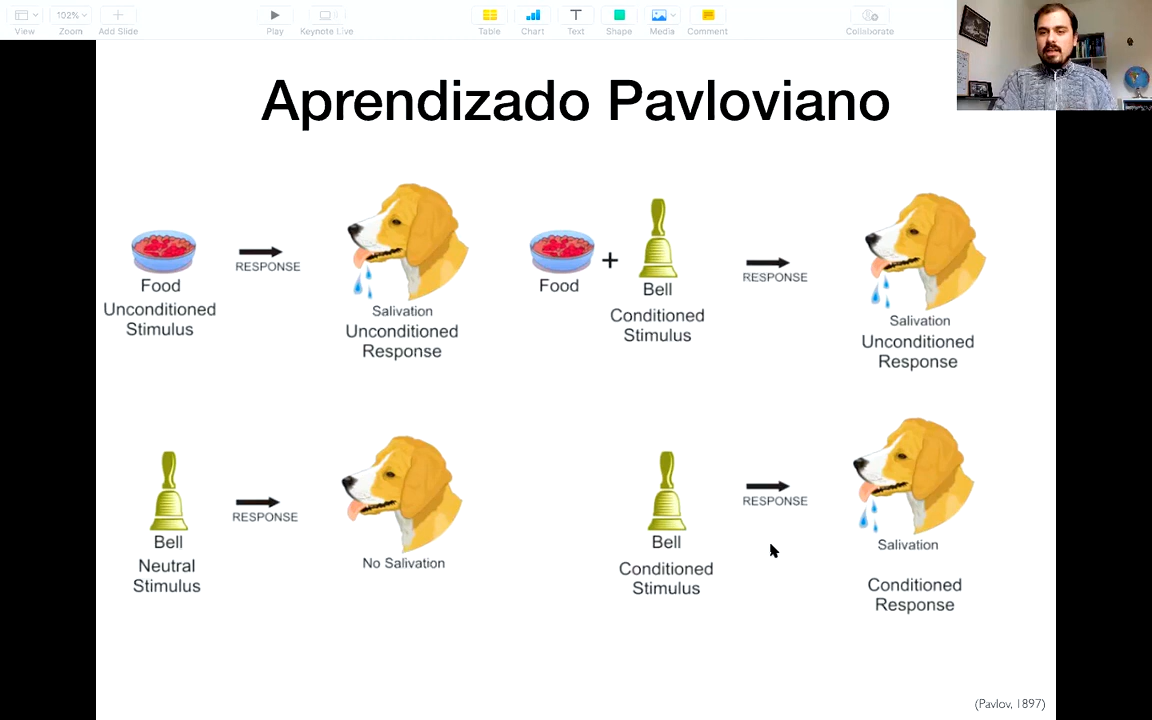 View
102%
Zoom
Add Slide
Play
Keynote Live
Table
Chart
Text
Shape
Media
Comment
Collaborate
Aprendizado Pavloviano
Food
Unconditioned
Stimulus
RESPONSE
Salivation
Unconditioned
Response
Food
+
Bell
Conditioned
Stimulus
RESPONSE
Salivation
Unconditioned
Response
Bell
Neutral
Stimulus
RESPONSE
No Salivation
Bell
Conditioned
Stimulus
RESPONSE
Salivation
Conditioned
Response
(Pavlov, 1897)